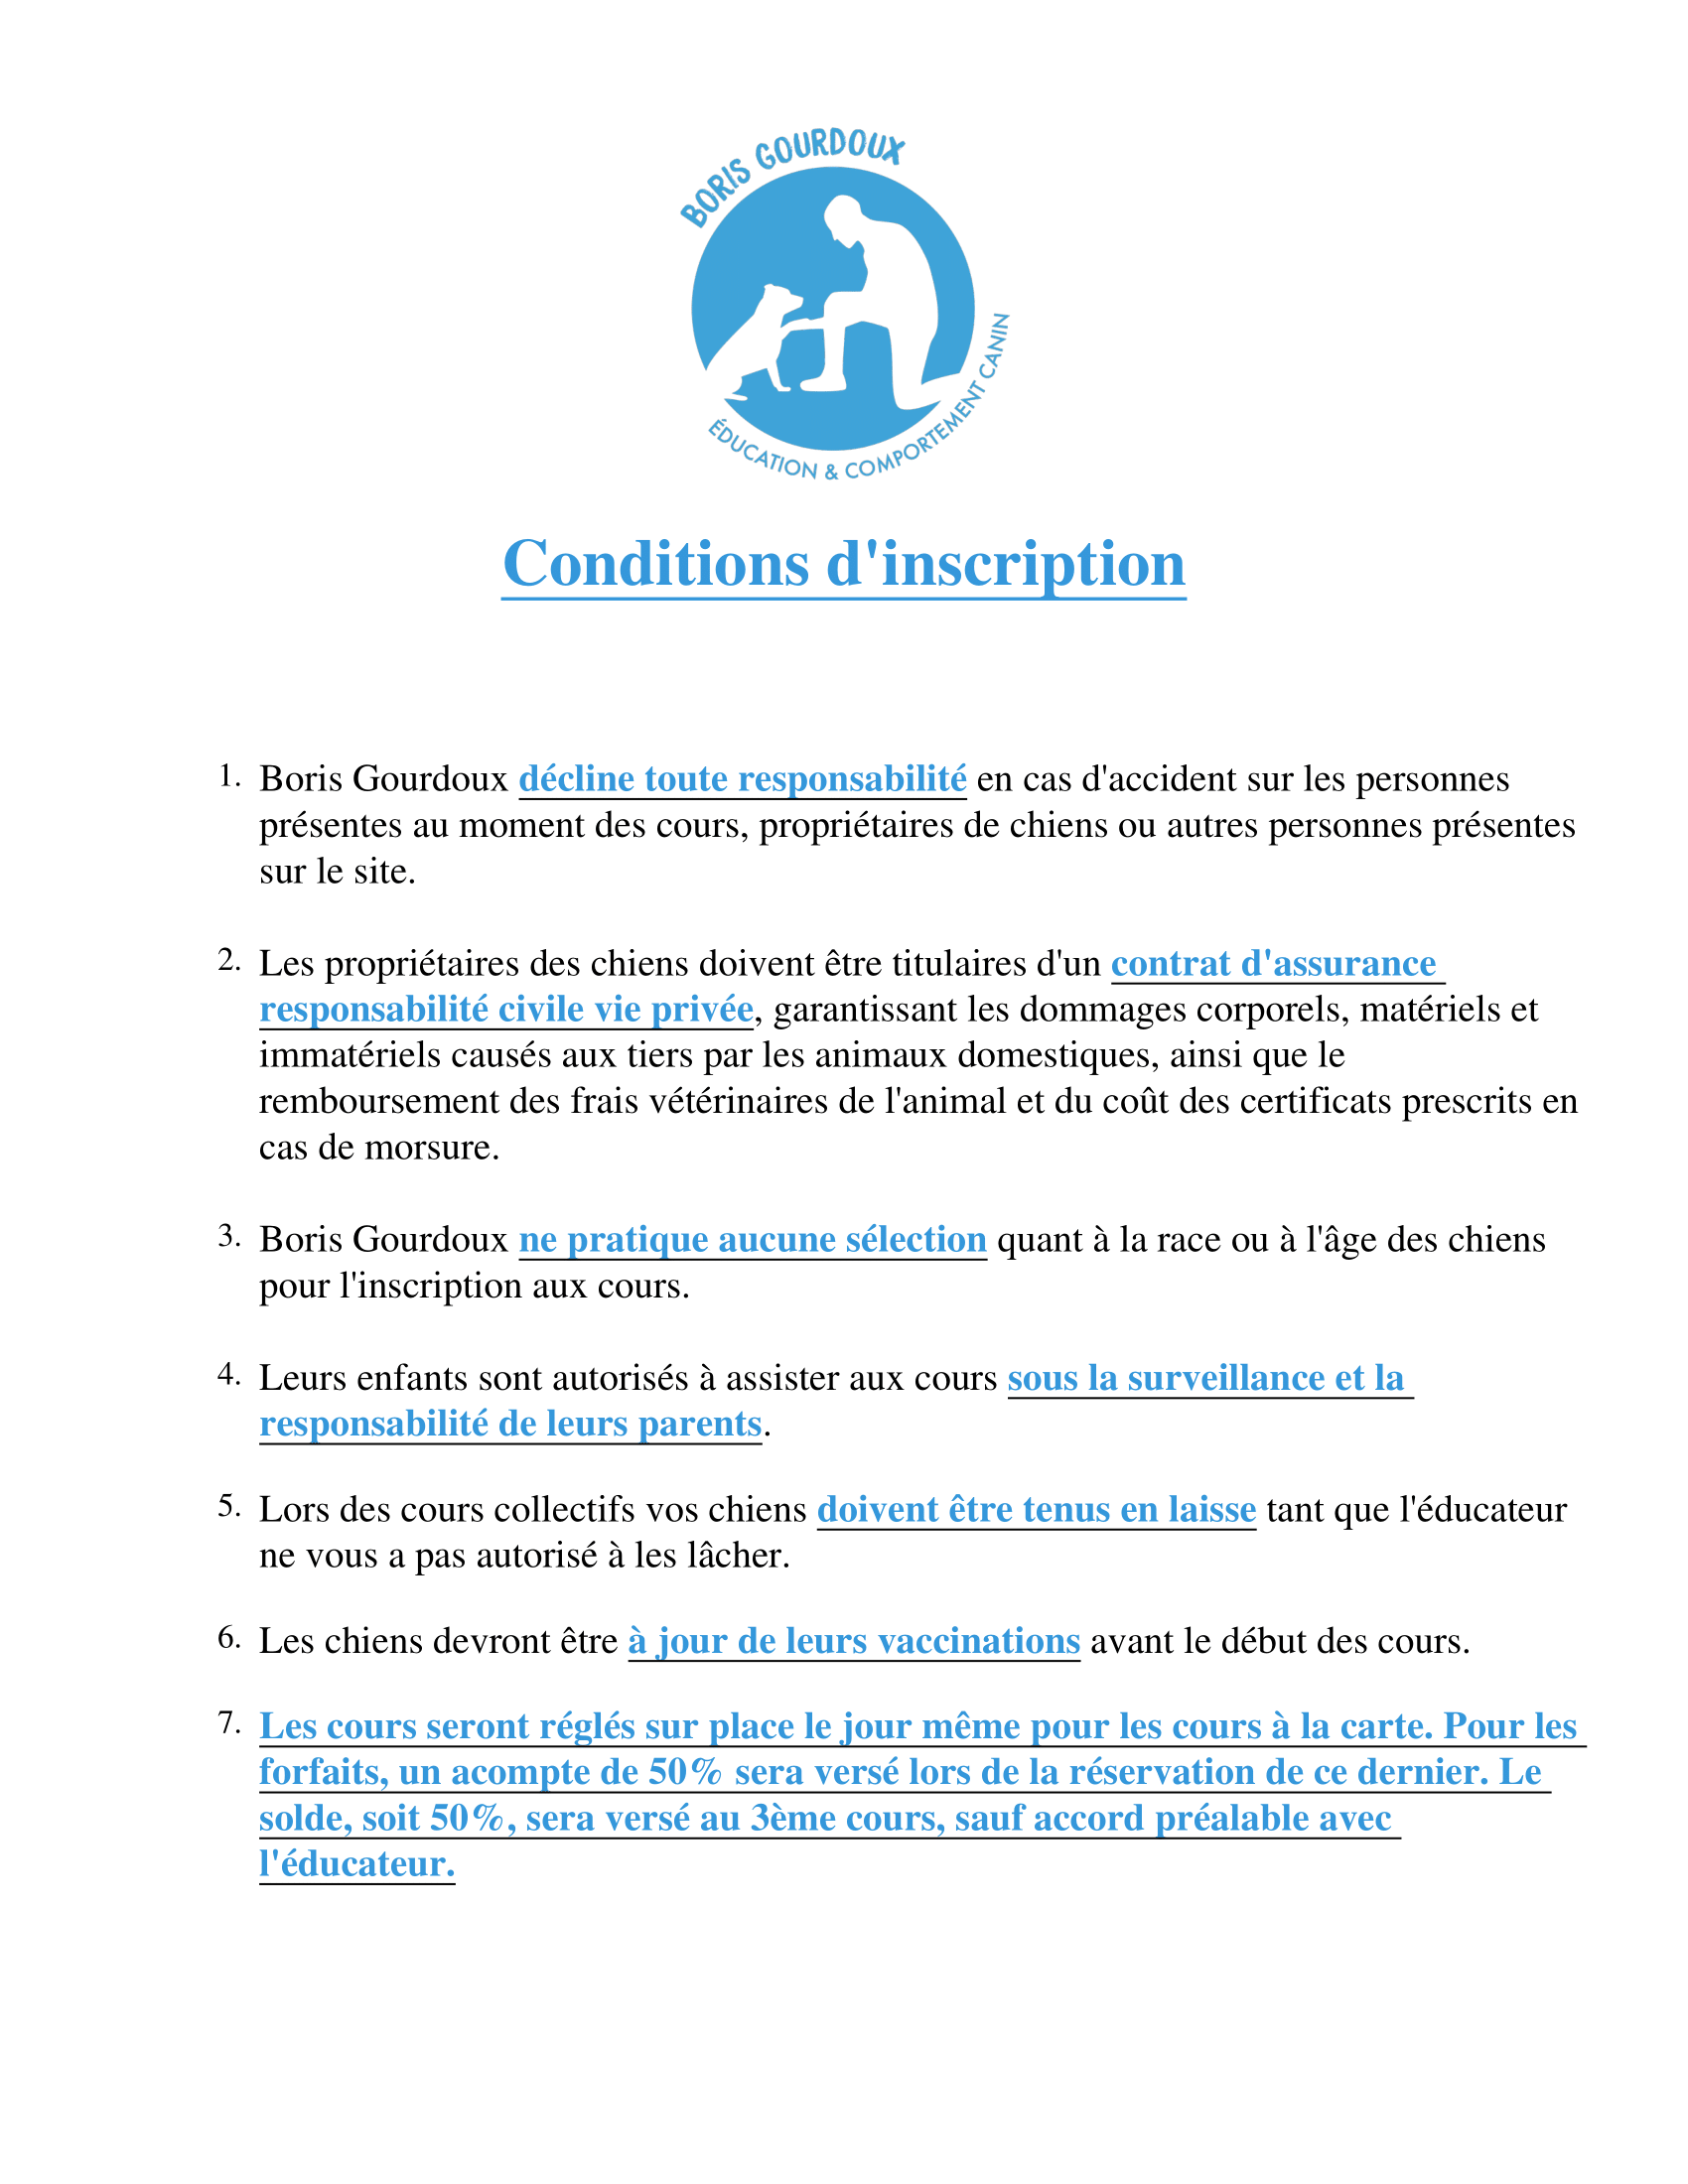 BORIS GOURDOUX
ÉDUCATION & COMPORTEMENT CANIN
Conditions d'inscription
1. Boris Gourdoux décline toute responsabilité en cas d'accident sur les personnes
présentes au moment des cours, propriétaires de chiens ou autres personnes présentes
sur le site.
2. Les propriétaires des chiens doivent être titulaires d'un contrat d'assurance
responsabilité civile vie privée, garantissant les dommages corporels, matériels et
immatériels causés aux tiers par les animaux domestiques, ainsi que le
remboursement des frais vétérinaires de l'animal et du coût des certificats prescrits en
cas de morsure.
3. Boris Gourdoux ne pratique aucune sélection quant à la race ou à l'âge des chiens
pour l'inscription aux cours.
4. Leurs enfants sont autorisés à assister aux cours sous la surveillance et la
responsabilité de leurs parents.
5. Lors des cours collectifs vos chiens doivent être tenus en laisse tant que l'éducateur
ne vous a pas autorisé à les lâcher.
6. Les chiens devront être à jour de leurs vaccinations avant le début des cours.
7. Les cours seront réglés sur place le jour même pour les cours à la carte. Pour les
forfaits, un acompte de 50% sera versé lors de la réservation de ce dernier. Le
solde, soit 50%, sera versé au 3ème cours, sauf accord préalable avec
l'éducateur.